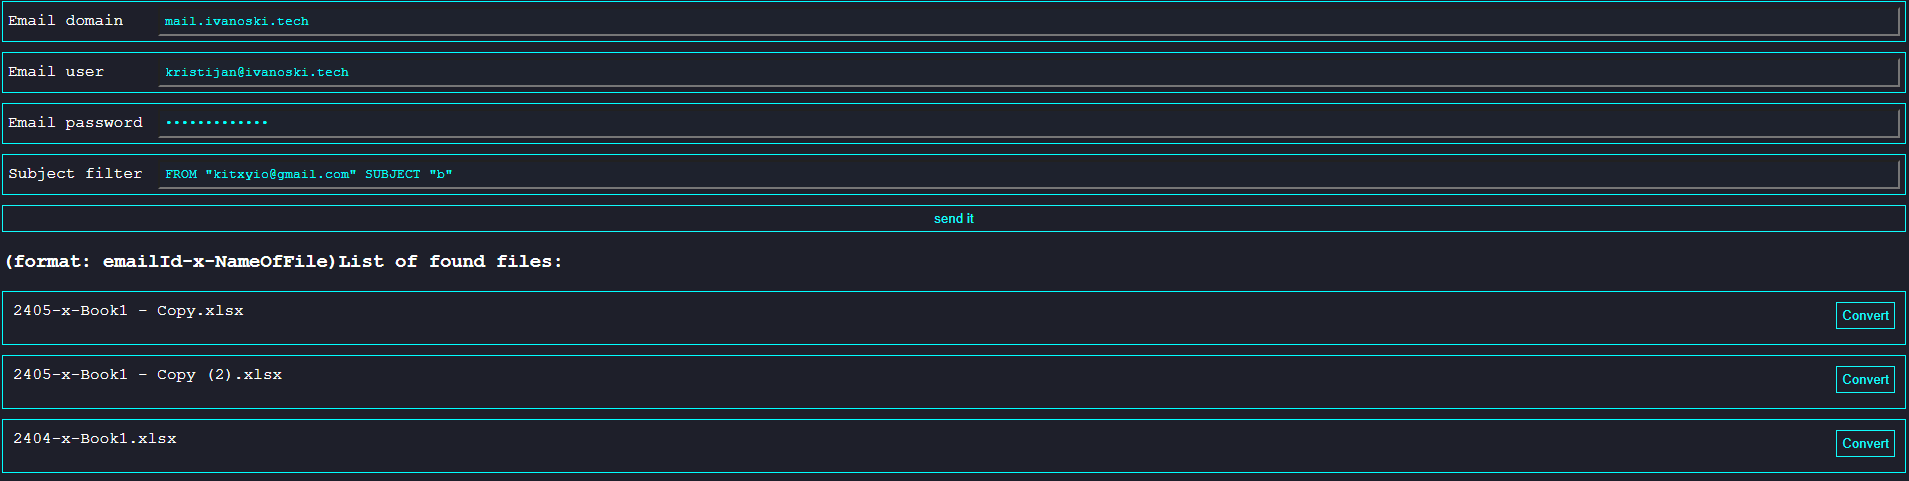 Email domain mail.ivanoski.tech
Email user kristijan@ivanoski.tech
Email password •••••••••••••
Subject filter FROM "kitxyio@gmail.com" SUBJECT "b"
send it
(format: emailId-x-NameOfFile)List of found files:
2405-x-Book1 - Copy.xlsx Convert
2405-x-Book1 - Copy (2).xlsx Convert
2404-x-Book1.xlsx Convert